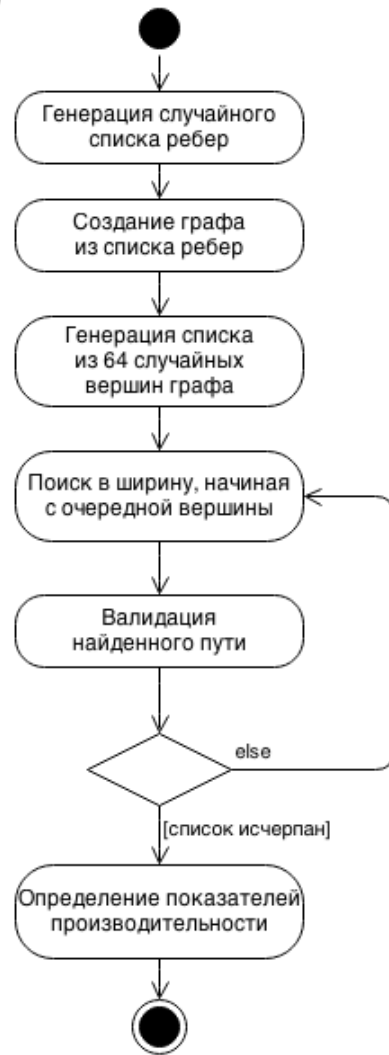 Генерация случайного
списка ребер
Создание графа
из списка ребер
Генерация списка
из 64 случайных
вершин графа
Поиск в ширину, начиная
с очередной вершины
Валидация
найденного пути
else
[список исчерпан]
Определение показателей
производительности